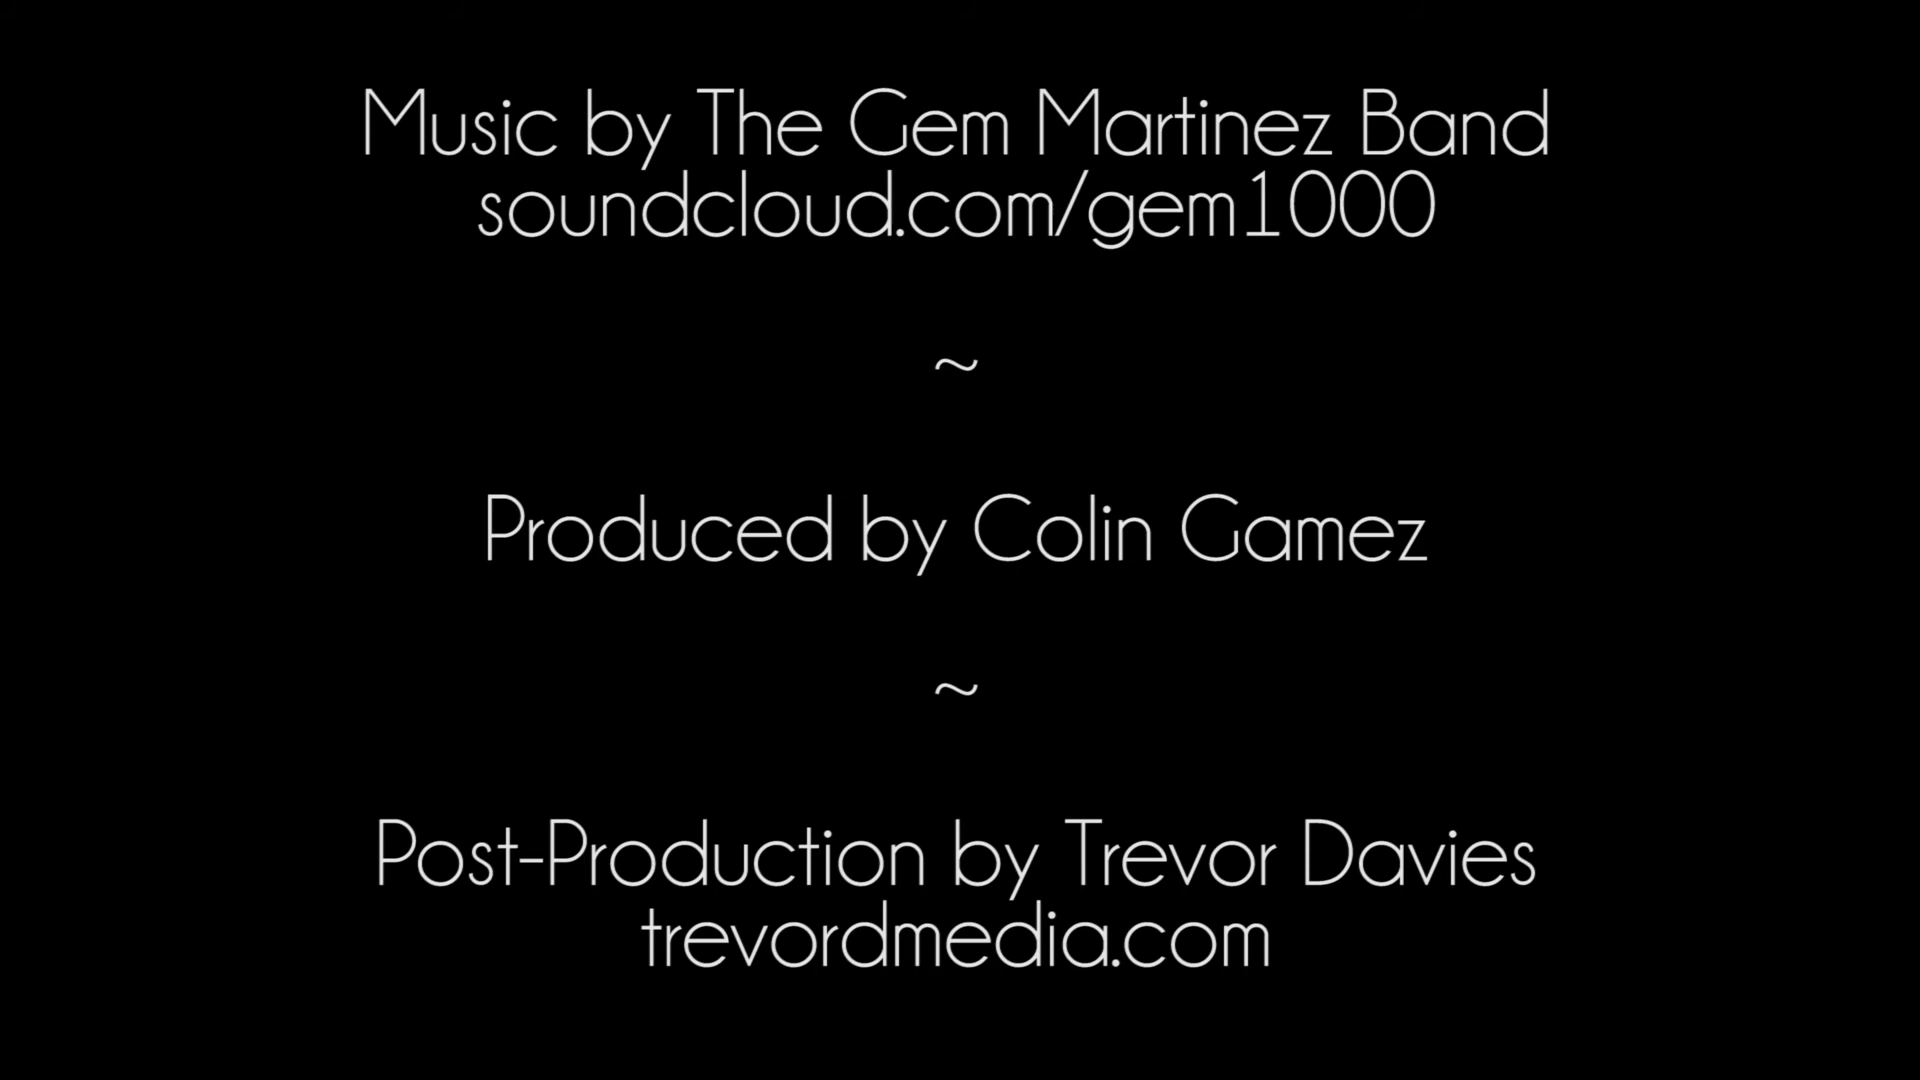 Music by The Gem Martinez Band
soundcloud.com/gem1000
~
Produced by Colin Gamez
~
Post-Production by Trevor Davies
trevordmedia.com